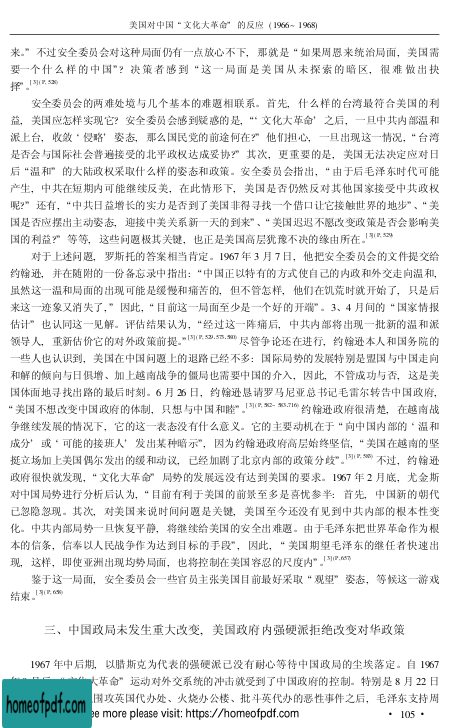 美国对中国“文化大革命”的反应 (1966~ 1968)
来。”不过安全委员会对这种局面仍有一点放心不下, 那就是“如果周恩来统治局面, 美国需
要一个什么样的中国”? 决策者感到“这一局面是美国从未探索的暗区, 很难做出抉
择”。[3](P. 528)
安全委员会的两难处境与几个基本的难题相联系。首先, 什么样的台湾最符合美国的利
益, 美国应怎样实现它? 安全委员会感到疑惑的是, “‘文化大革命’之后, 一旦中共内部温和
派上台, 收敛‘侵略’姿态, 那么国民党的前途何在?”他们担心, 一旦出现这一情况, “台湾
是否会与国际社会普遍接受的北平政权达成妥协?”其次, 更重要的是, 美国无法决定应对日
后“温和”的大陆政权采取什么样的姿态和政策。安全委员会指出, “由于后毛泽东时代可能
产生, 中共在短期内可能继续反美, 在此情形下, 美国是否仍然反对其他国家接受中共政权
呢?”还有, “中共日益增长的实力是否到了美国非得寻找一个借口让它接触世界的地步”、“美
国是否应摆出主动姿态, 迎接中美关系新一天的到来”、“美国迟迟不愿改变政策是否会影响美
国的利益?”等等, 这些问题极其关键, 也正是美国高层犹豫不决的缘由所在。[3](P. 529)
对于上述问题, 罗斯托的答案相当肯定。1967 年 3 月 7 日, 他把安全委员会的文件提交给
约翰逊, 并在随附的一份备忘录中指出: “中国正以特有的方式使自己的内政和外交走向温和,
虽然这一温和局面的出现可能是缓慢和痛苦的, 但不管怎样, 他们在饥荒时就开始了, 只是后
来这一迹象又消失了,”因此, “目前这一局面至少是一个好的开端”。3、4 月间的“国家情报
估计”也认同这一见解。评估结果认为, “经过这一阵痛后, 中共内部将出现一批新的温和派
领导人, 重新估价它的对外政策前提。”[3](P. 529, 573, 580) 尽管争论还在进行, 约翰逊本人和国务院的
一些人也认识到, 美国在中国问题上的退路已经不多: 国际局势的发展特别是盟国与中国走向
和解的倾向与日俱增、加上越南战争的僵局也需要中国的介入, 因此, 不管成功与否, 这是美
国体面地寻找出路的最后时刻。6 月 26 日, 约翰逊恳请罗马尼亚总书记毛雷尔转告中国政府,
“美国不想改变中国政府的体制, 只想与中国和睦”。[3](P. 582~ 583, 716) 约翰逊政府很清楚, 在越南战
争继续发展的情况下, 它的这一表态没有什么意义。它的主要动机在于“向中国内部的‘温和
成分’或‘可能的接班人’发出某种暗示”, 因为约翰逊政府高层始终坚信, “美国在越南的坚
挺立场加上美国偶尔发出的缓和动议, 已经加剧了北京内部的政策分歧”。[3](P. 585) 不过, 约翰逊
政府很快就发现, “文化大革命”局势的发展远没有达到美国的要求。1967 年 2 月底, 尤金斯
对中国局势进行分析后认为, “目前有利于美国的前景至多是喜忧参半: 首先, 中国新的朝代
已忽隐忽现。其次, 对美国来说时间问题是关键, 美国至今还没有见到中共内部的根本性变
化。中共内部局势一旦恢复平静, 将继续给美国的安全出难题。由于毛泽东把世界革命作为根
本的信条, 信奉以人民战争作为达到目标的手段”, 因此, “美国期望毛泽东的继任者快速出
现, 这样, 即使亚洲出现均势局面, 也将控制在美国容忍的尺度内”。[3](P. 657)
鉴于这一局面, 安全委员会一些官员主张美国目前最好采取“观望”姿态, 等候这一游戏
结束。[3](P. 658)
三、中国政局未发生重大改变, 美国政府内强硬派拒绝改变对华政策
1967 年中后期, 以腊斯克为代表的强硬派已没有耐心等待中国政局的尘埃落定。自 1967
运动对外交系统的冲击就受到了中国政府的控制。特别是 8 月 22 日
围攻英国代办处、火烧办公楼、批斗英代办的恶性事件之后, 毛泽东支持周
homeofpdf.com
ee more please visit: https://homeofpdf.com
• 105 •